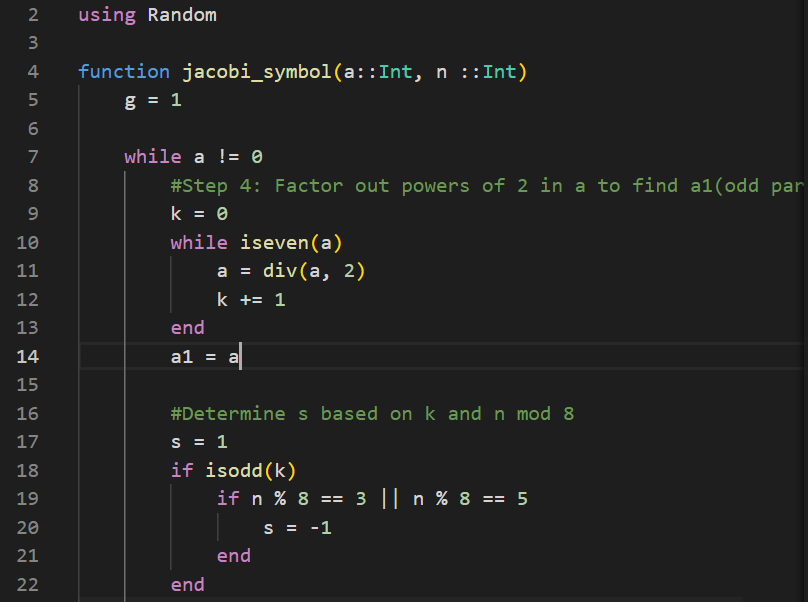 2 using Random
3
4 function jacobi_symbol(a::Int, n ::Int)
5 g = 1
6
7 while a != 0
8 #Step 4: Factor out powers of 2 in a to find a1(odd par
9 k = 0
10 while iseven(a)
11 a = div(a, 2)
12 k += 1
13 end
14 a1 = a
15
16 #Determine s based on k and n mod 8
17 s = 1
18 if isodd(k)
19 if n % 8 == 3 || n % 8 == 5
20 s = -1
21 end
22 end